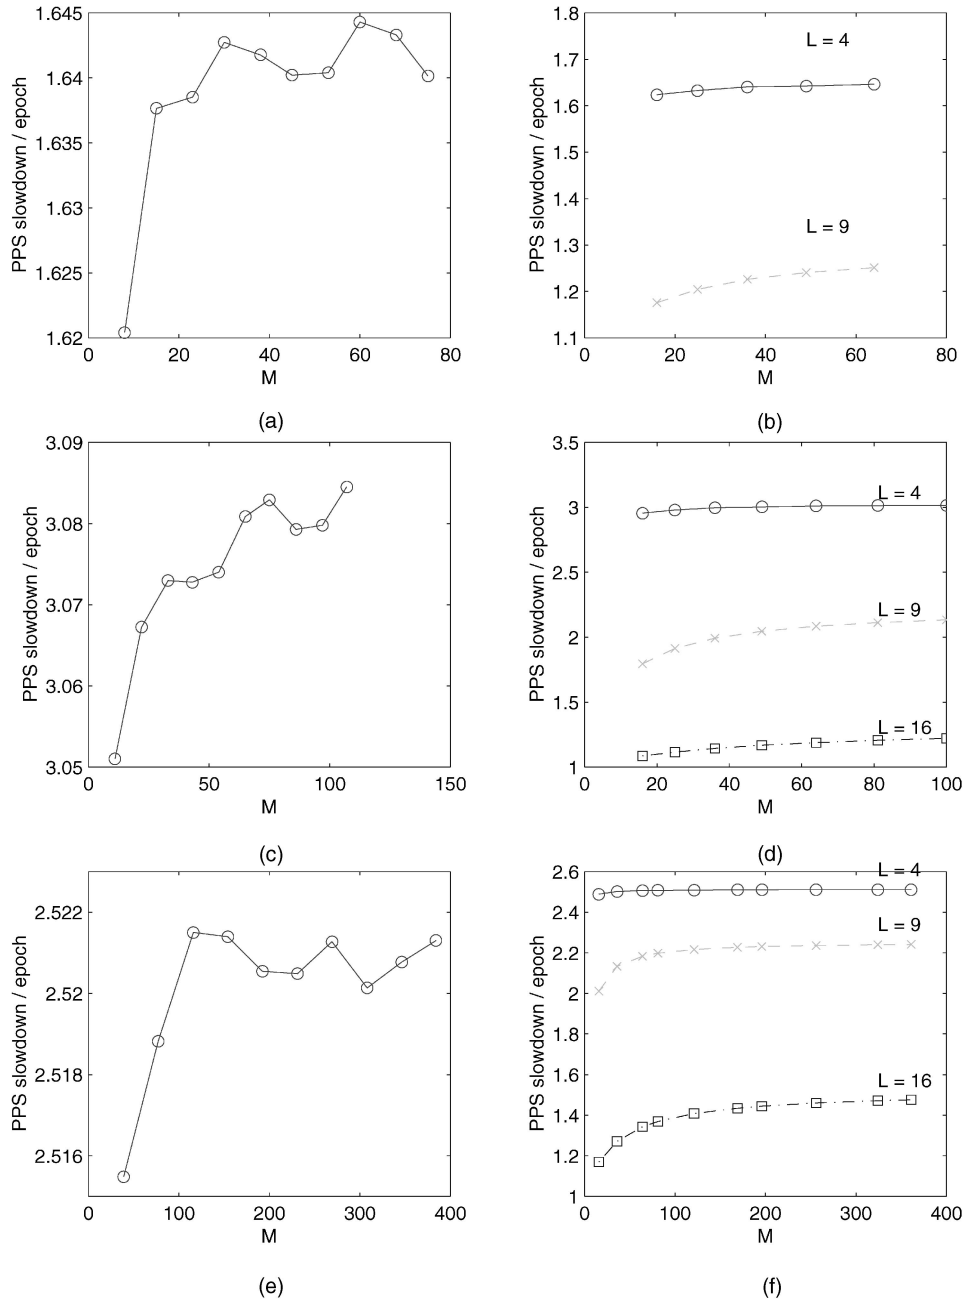 1.645
1.64
1.635
1.63
1.625
1.62
PPS slowdown / epoch
0 20 40 60 80
M
(a)
1.8
1.7
1.6
1.5
1.4
1.3
1.2
1.1
PPS slowdown / epoch
L = 4
L = 9
0 20 40 60 80
M
(b)
3.09
3.08
3.07
3.06
3.05
PPS slowdown / epoch
0 50 100 150
M
(c)
3.5
3
2.5
2
1.5
1
PPS slowdown / epoch
L = 4
L = 9
L = 16
20 40 60 80 100
M
(d)
2.522
2.52
2.518
2.516
PPS slowdown / epoch
0 100 200 300 400
M
(e)
2.6
2.4
2.2
2
1.8
1.6
1.4
1.2
1
PPS slowdown / epoch
L = 4
L = 9
L = 16
0 100 200 300 400
M
(f)